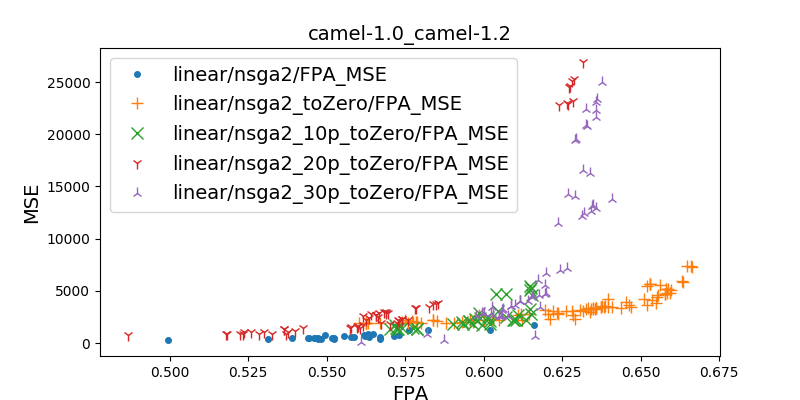 camel-1.0_camel-1.2
linear/nsga2/FPA_MSE
linear/nsga2_toZero/FPA_MSE
linear/nsga2_10p_toZero/FPA_MSE
linear/nsga2_20p_toZero/FPA_MSE
linear/nsga2_30p_toZero/FPA_MSE
MSE
25000
20000
15000
10000
5000
0
0.500 0.525 0.550 0.575 0.600 0.625 0.650 0.675
FPA